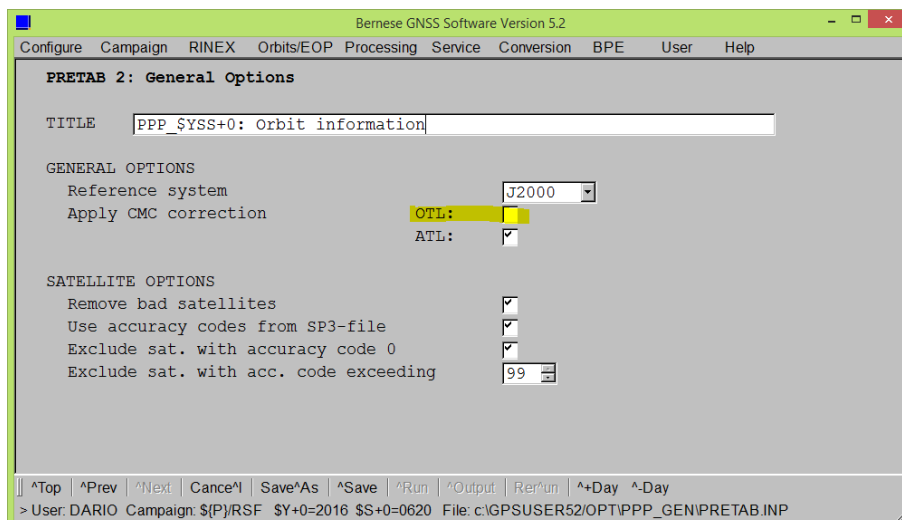 Bernese GNSS Software Version 5.2
Configure Campaign RINEX Orbits/EOP Processing Service Conversion BPE User Help
PRETAB 2: General Options
TITLE PPP_$YSS+0: Orbit information
GENERAL OPTIONS
Reference system J2000
Apply CMC correction OTL:
ATL:
SATELLITE OPTIONS
Remove bad satellites
Use accuracy codes from SP3-file
Exclude sat. with accuracy code 0
Exclude sat. with acc. code exceeding 99
^Top | ^Prev | ^Next | Cance^l | Save^As | ^Save | ^Run | ^Output | Rer^un | ^+Day ^-Day
> User: DARIO Campaign: ${P}/RSF $Y+0=2016 $S+0=0620 File: c:\GPSUSER52/OPT\PPP_GEN\PRETAB.INP